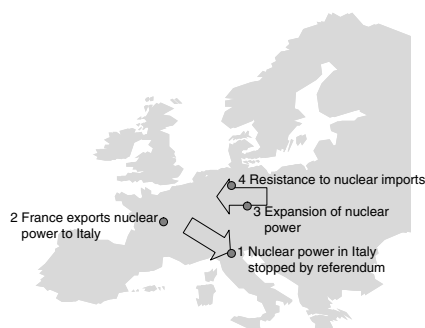 4 Resistance to nuclear imports
3 Expansion of nuclear
power
2 France exports nuclear
power to Italy
1 Nuclear power in Italy
stopped by referendum